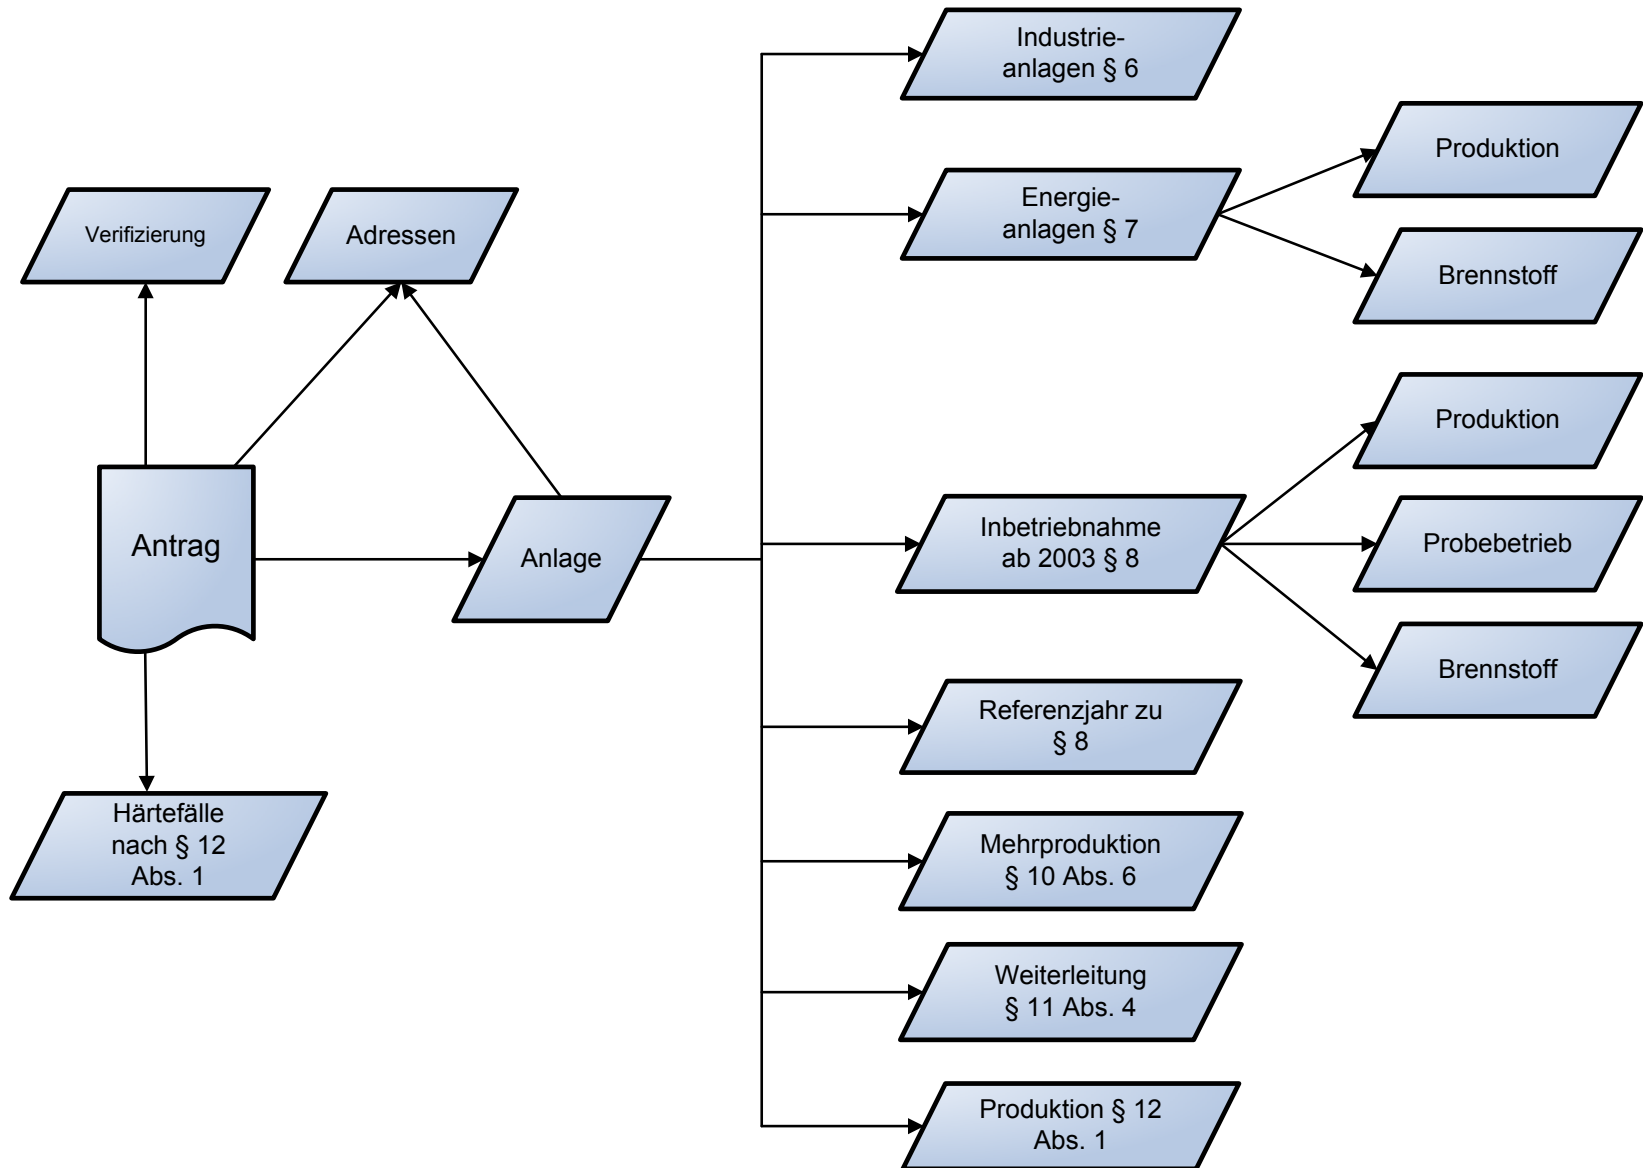 Industrie-
anlagen § 6
Produktion
Energie-
anlagen § 7
Verifizierung
Adressen
Brennstoff
Produktion
Antrag
Anlage
Inbetriebnahme
ab 2003 § 8
Probebetrieb
Brennstoff
Referenzjahr zu
§ 8
Härtefälle
nach § 12
Abs. 1
Mehrproduktion
§ 10 Abs. 6
Weiterleitung
§ 11 Abs. 4
Produktion § 12
Abs. 1